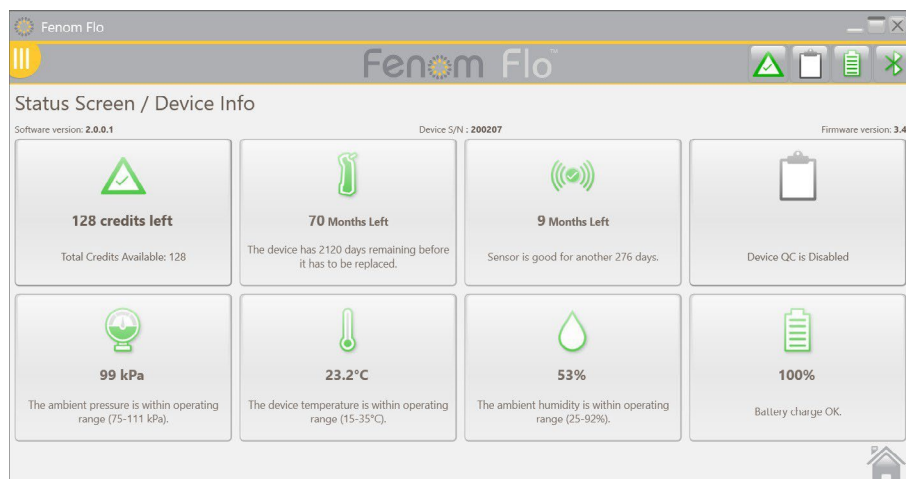 Fenom Flo
Fenom Flo™
Status Screen / Device Info
Software version: 2.0.0.1
Device S/N : 200207
Firmware version: 3.4
128 credits left
Total Credits Available: 128
70 Months Left
The device has 2120 days remaining before
it has to be replaced.
9 Months Left
Sensor is good for another 276 days.
Device QC is Disabled
99 kPa
The ambient pressure is within operating
range (75-111 kPa).
23.2°C
The device temperature is within operating
range (15-35°C).
53%
The ambient humidity is within operating
range (25-92%).
100%
Battery charge OK.